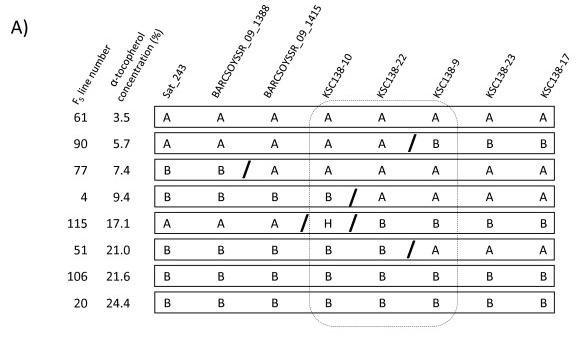 A)
F5 line number
α-tocopherol
concentration (%)
Sat_243
BARCSOYSSR_09_1388
BARCSOYSSR_09_1415
KSC138-10
KSC138-22
KSC138-9
KSC138-23
KSC138-17
61 3.5 A A A A A A A A
90 5.7 A A A A A / B B B
77 7.4 B B / A A A A A A
4 9.4 B B B B / A A A A
115 17.1 A A A / H / B B B B
51 21.0 B B B B B / A A A
106 21.6 B B B B B B B B
20 24.4 B B B B B B B B